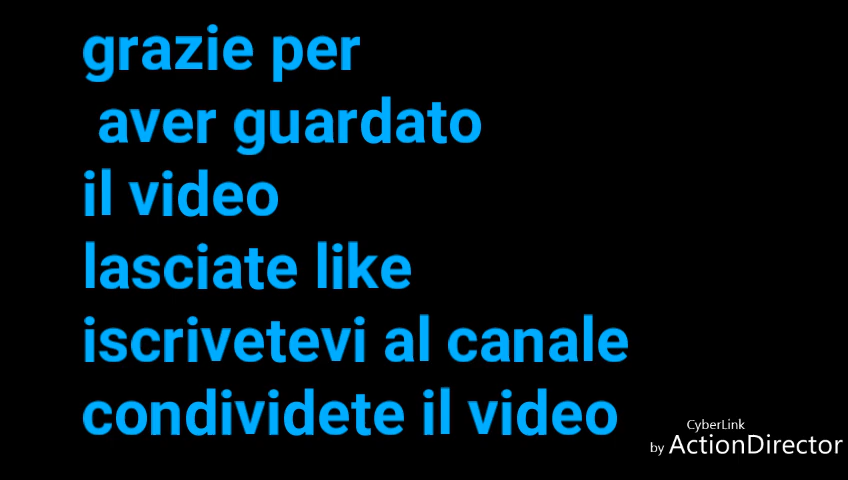 grazie per
aver guardato
il video
lasciate like
iscrivetevi al canale
condividete il video
CyberLink
by ActionDirector